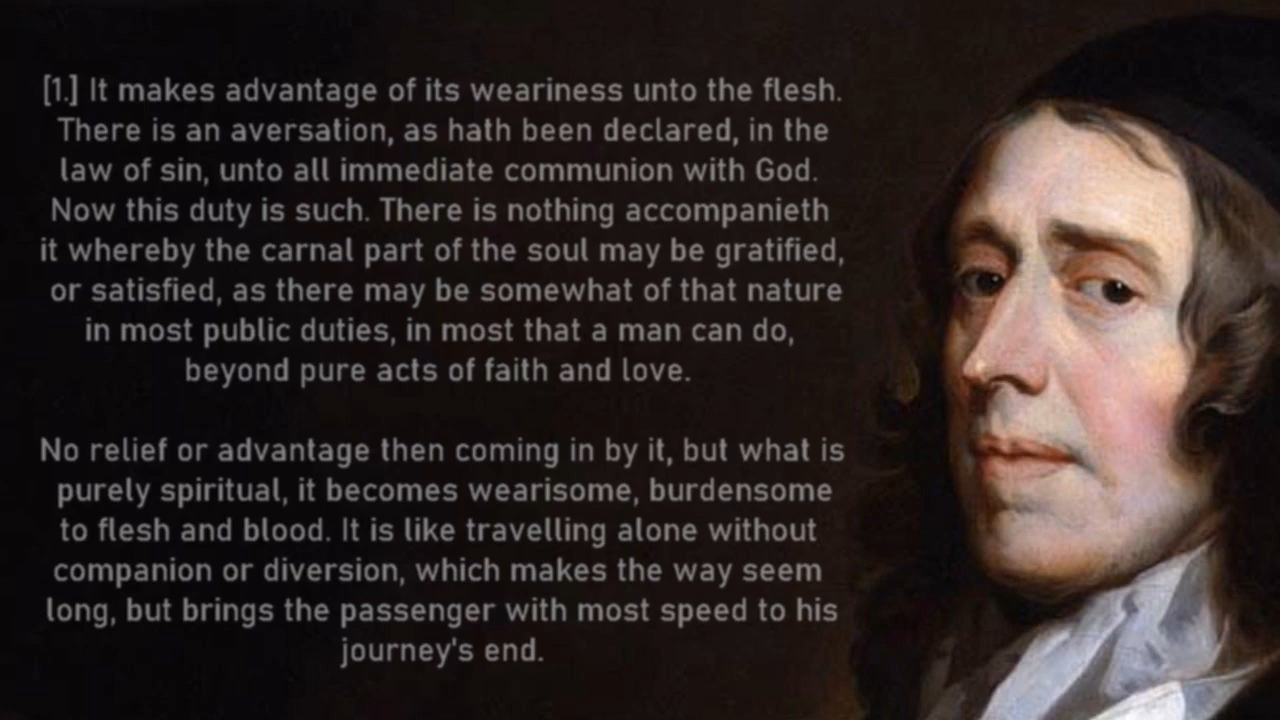 [1.] It makes advantage of its weariness unto the flesh.
There is an aversation, as hath been declared, in the
law of sin, unto all immediate communion with God.
Now this duty is such. There is nothing accompanieth
it whereby the carnal part of the soul may be gratified,
or satisfied, as there may be somewhat of that nature
in most public duties, in most that a man can do,
beyond pure acts of faith and love.
No relief or advantage then coming in by it, but what is
purely spiritual, it becomes wearisome, burdensome
to flesh and blood. It is like travelling alone without
companion or diversion, which makes the way seem
long, but brings the passenger with most speed to his
journey's end.